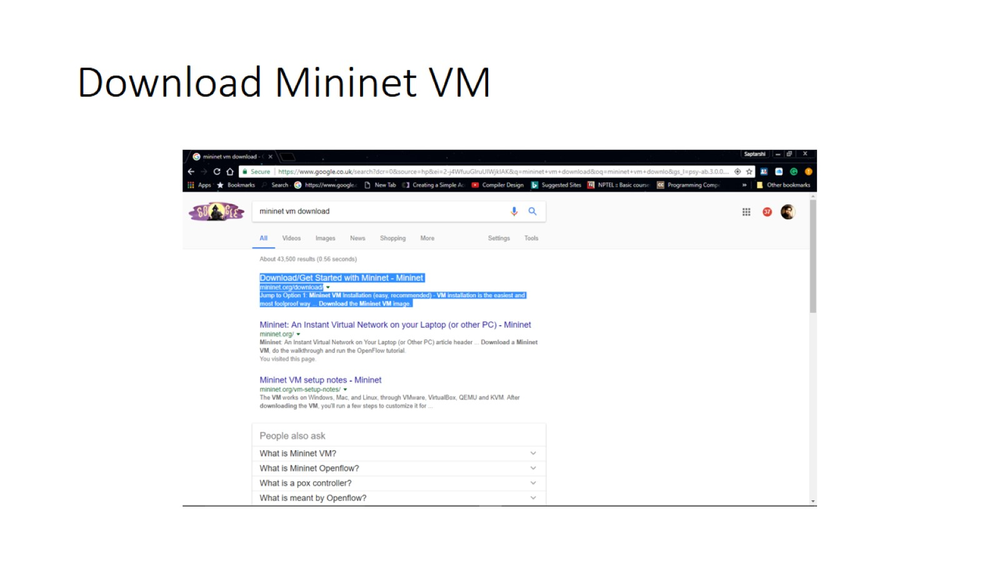 Download Mininet VM
mininet vm download -
Saptarshi
Secure https://www.google.co.uk/search?dcr=0&source=hp&ei=2-j4WfuuGIruUIWjkIAK&q=mininet+vm+download&oq=mininet+vm+downlo&gs_l=psy-ab.3.0.0....
Apps Bookmarks Search https://www.google.c New Tab Creating a Simple Ac Compiler Design Suggested Sites NPTEL :: Basic course Programming Comp » Other bookmarks
mininet vm download
37
All Videos Images News Shopping More Settings Tools
About 43,500 results (0.56 seconds)
Download/Get Started with Mininet - Mininet
mininet.org/download/
Jump to Option 1: Mininet VM Installation (easy, recommended) - VM installation is the easiest and
most foolproof way ... Download the Mininet VM image.
Mininet: An Instant Virtual Network on your Laptop (or other PC) - Mininet
mininet.org/
Mininet: An Instant Virtual Network on Your Laptop (or Other PC) article header ... Download a Mininet
VM, do the walkthrough and run the OpenFlow tutorial.
You visited this page.
Mininet VM setup notes - Mininet
mininet.org/vm-setup-notes/
The VM works on Windows, Mac, and Linux, through VMware, VirtualBox, QEMU and KVM. After
downloading the VM, you'll run a few steps to customize it for ...
People also ask
What is Mininet VM?
What is Mininet Openflow?
What is a pox controller?
What is meant by Openflow?